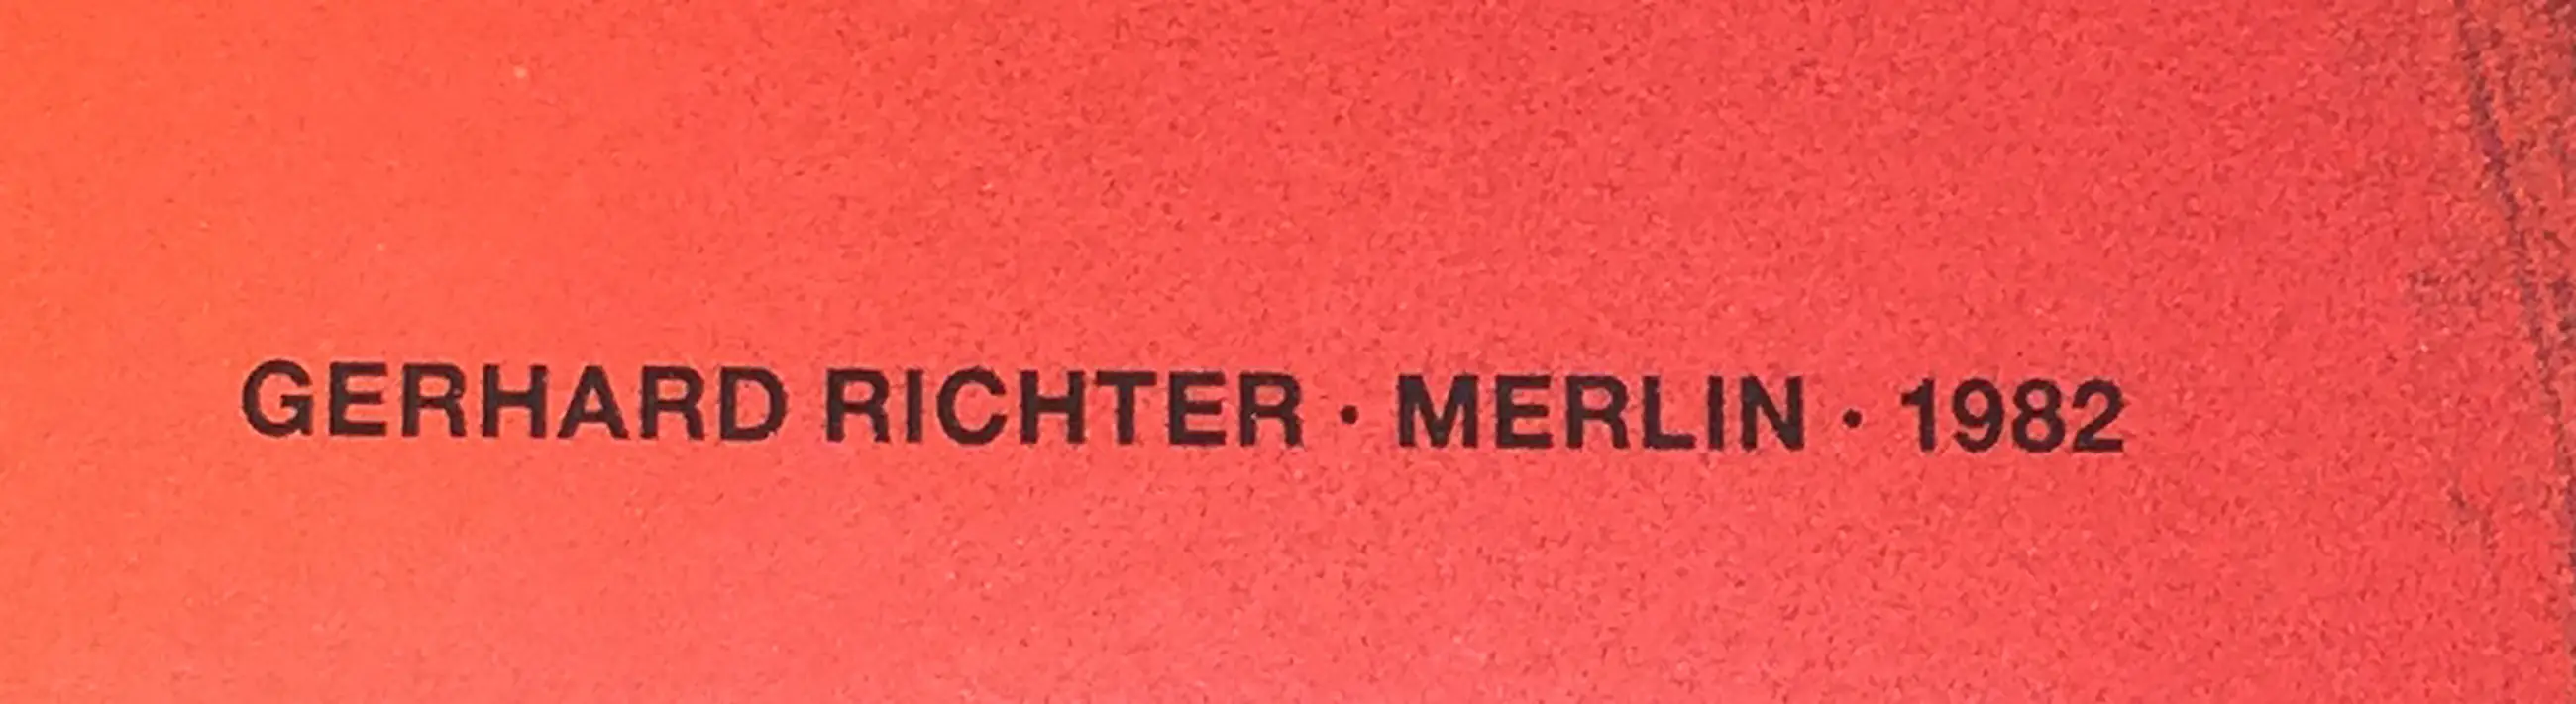 GERHARD RICHTER · MERLIN · 1982